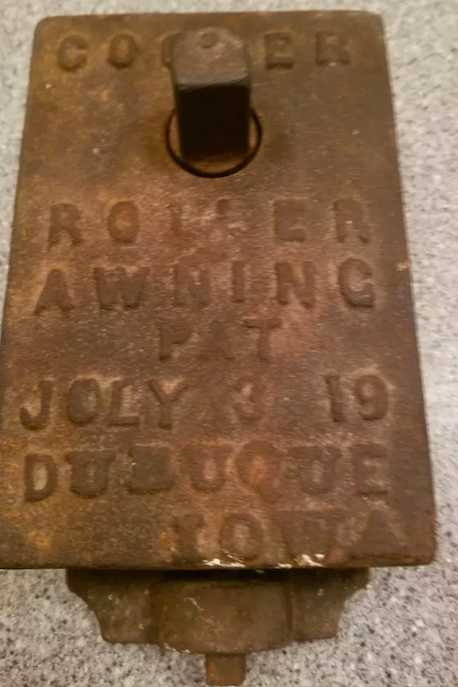 ROLLER
AWNING
PAT
JULY 3 19
DUBUQUE
IOWA